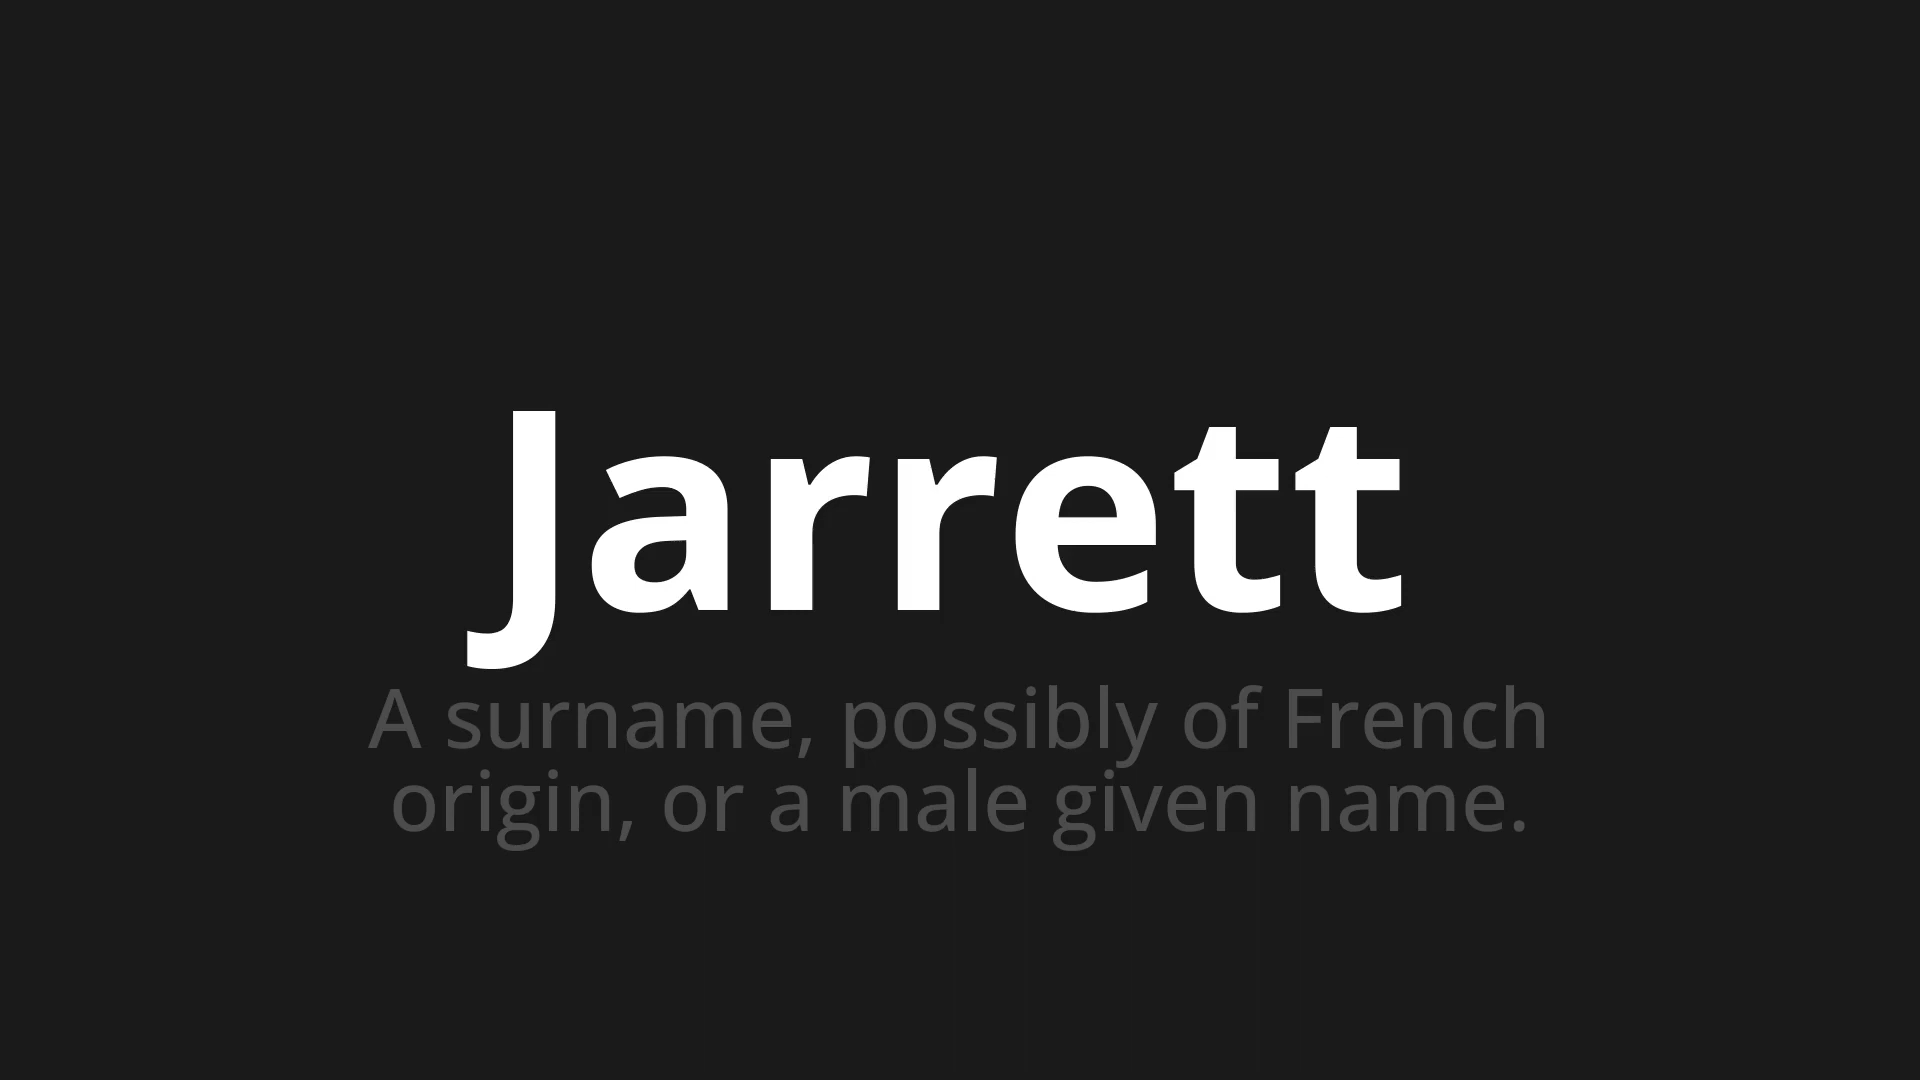 Jarrett
A surname, possibly of French
origin, or a male given name.